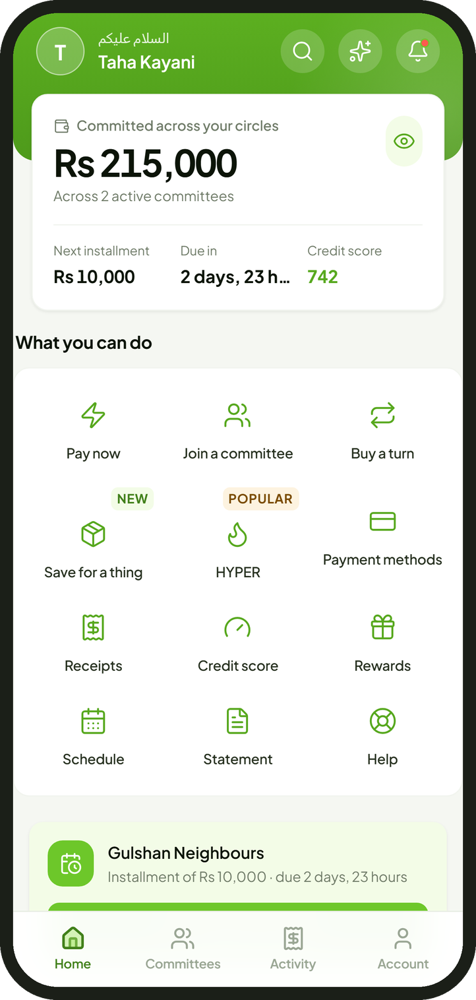 السلام عليكم
T
Taha Kayani
Committed across your circles
Rs 215,000
Across 2 active committees
Next installment Due in Credit score
Rs 10,000 2 days, 23 h... 742
What you can do
Pay now Join a committee Buy a turn
NEW POPULAR
Save for a thing HYPER Payment methods
Receipts Credit score Rewards
Schedule Statement Help
Gulshan Neighbours
Installment of Rs 10,000 · due 2 days, 23 hours
Home Committees Activity Account